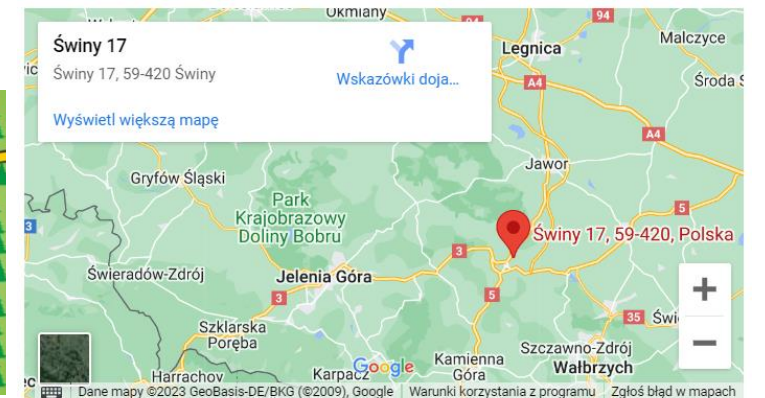 Okmiany
94
94
Świny 17
Świny 17, 59-420 Świny
Wskazówki doja...
Wyświetl większą mapę
Legnica
Malczyce
A4
Środa
A4
Gryfów Śląski
Jawor
Park
Krajobrazowy
Doliny Bobru
5
3
Świny 17, 59-420, Polska
3
Świeradów-Zdrój
Jelenia Góra
3
5
+
Szklarska
Poręba
35
Świ
Szczawno-Zdrój
−
Harrachov
Karpacz
Google
Kamienna
Góra
Wałbrzych
Dane mapy ©2023 GeoBasis-DE/BKG (©2009), Google
Warunki korzystania z programu
Zgłoś błąd w mapach